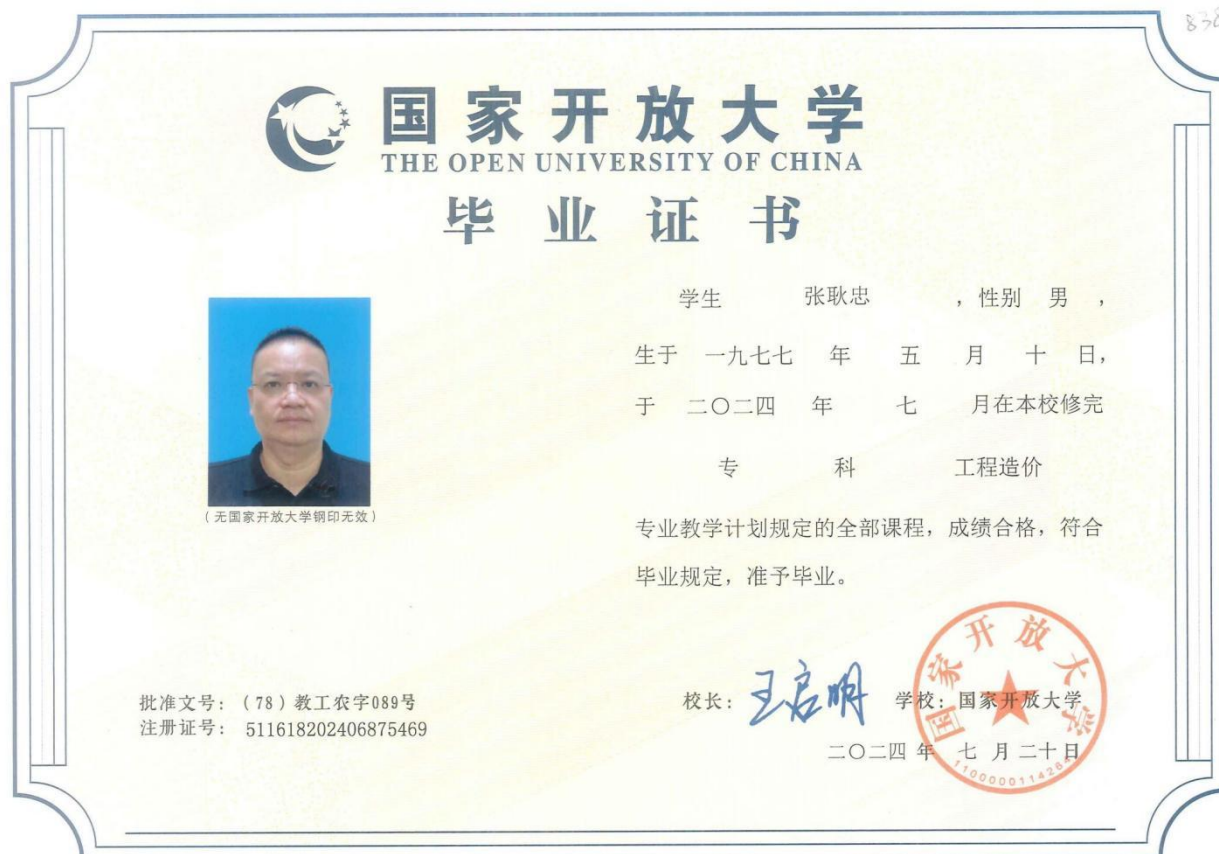 838
国家开放大学
THE OPEN UNIVERSITY OF CHINA
毕业证书
学生 张耿忠 ，性别 男 ，
生于 一九七七 年 五 月 十 日，
于 二〇二四 年 七 月在本校修完
专 科 工程造价
专业教学计划规定的全部课程，成绩合格，符合
毕业规定，准予毕业。
（无国家开放大学钢印无效）
批准文号：（78）教工农字089号
注册证号： 511618202406875469
校长：王启明 学校：国家开放大学
二〇二四 年 七 月 二十日
国家开放大学